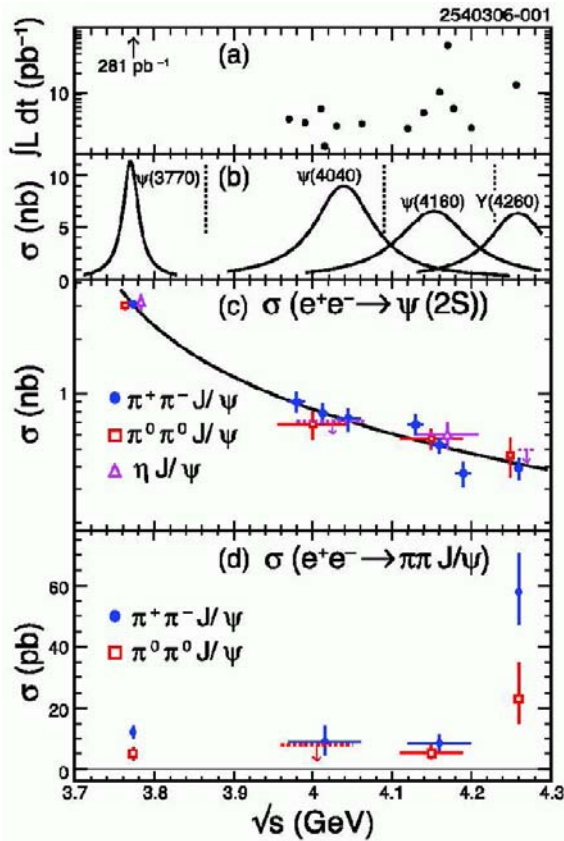 2540306-001
∫L dt (pb⁻¹)
281 pb⁻¹
(a)
10
σ (nb)
10
5
0
ψ(3770)
(b)
ψ(4040)
ψ(4160)
Y(4260)
(c) σ (e⁺e⁻→ ψ (2S))
σ (nb)
1
π⁺π⁻J/ψ
π⁰π⁰J/ψ
η J/ψ
(d) σ (e⁺e⁻→ππ J/ψ)
σ (pb)
60
40
20
0
π⁺π⁻J/ψ
π⁰π⁰J/ψ
3.7 3.8 3.9 4 4.1 4.2 4.3
√s (GeV)